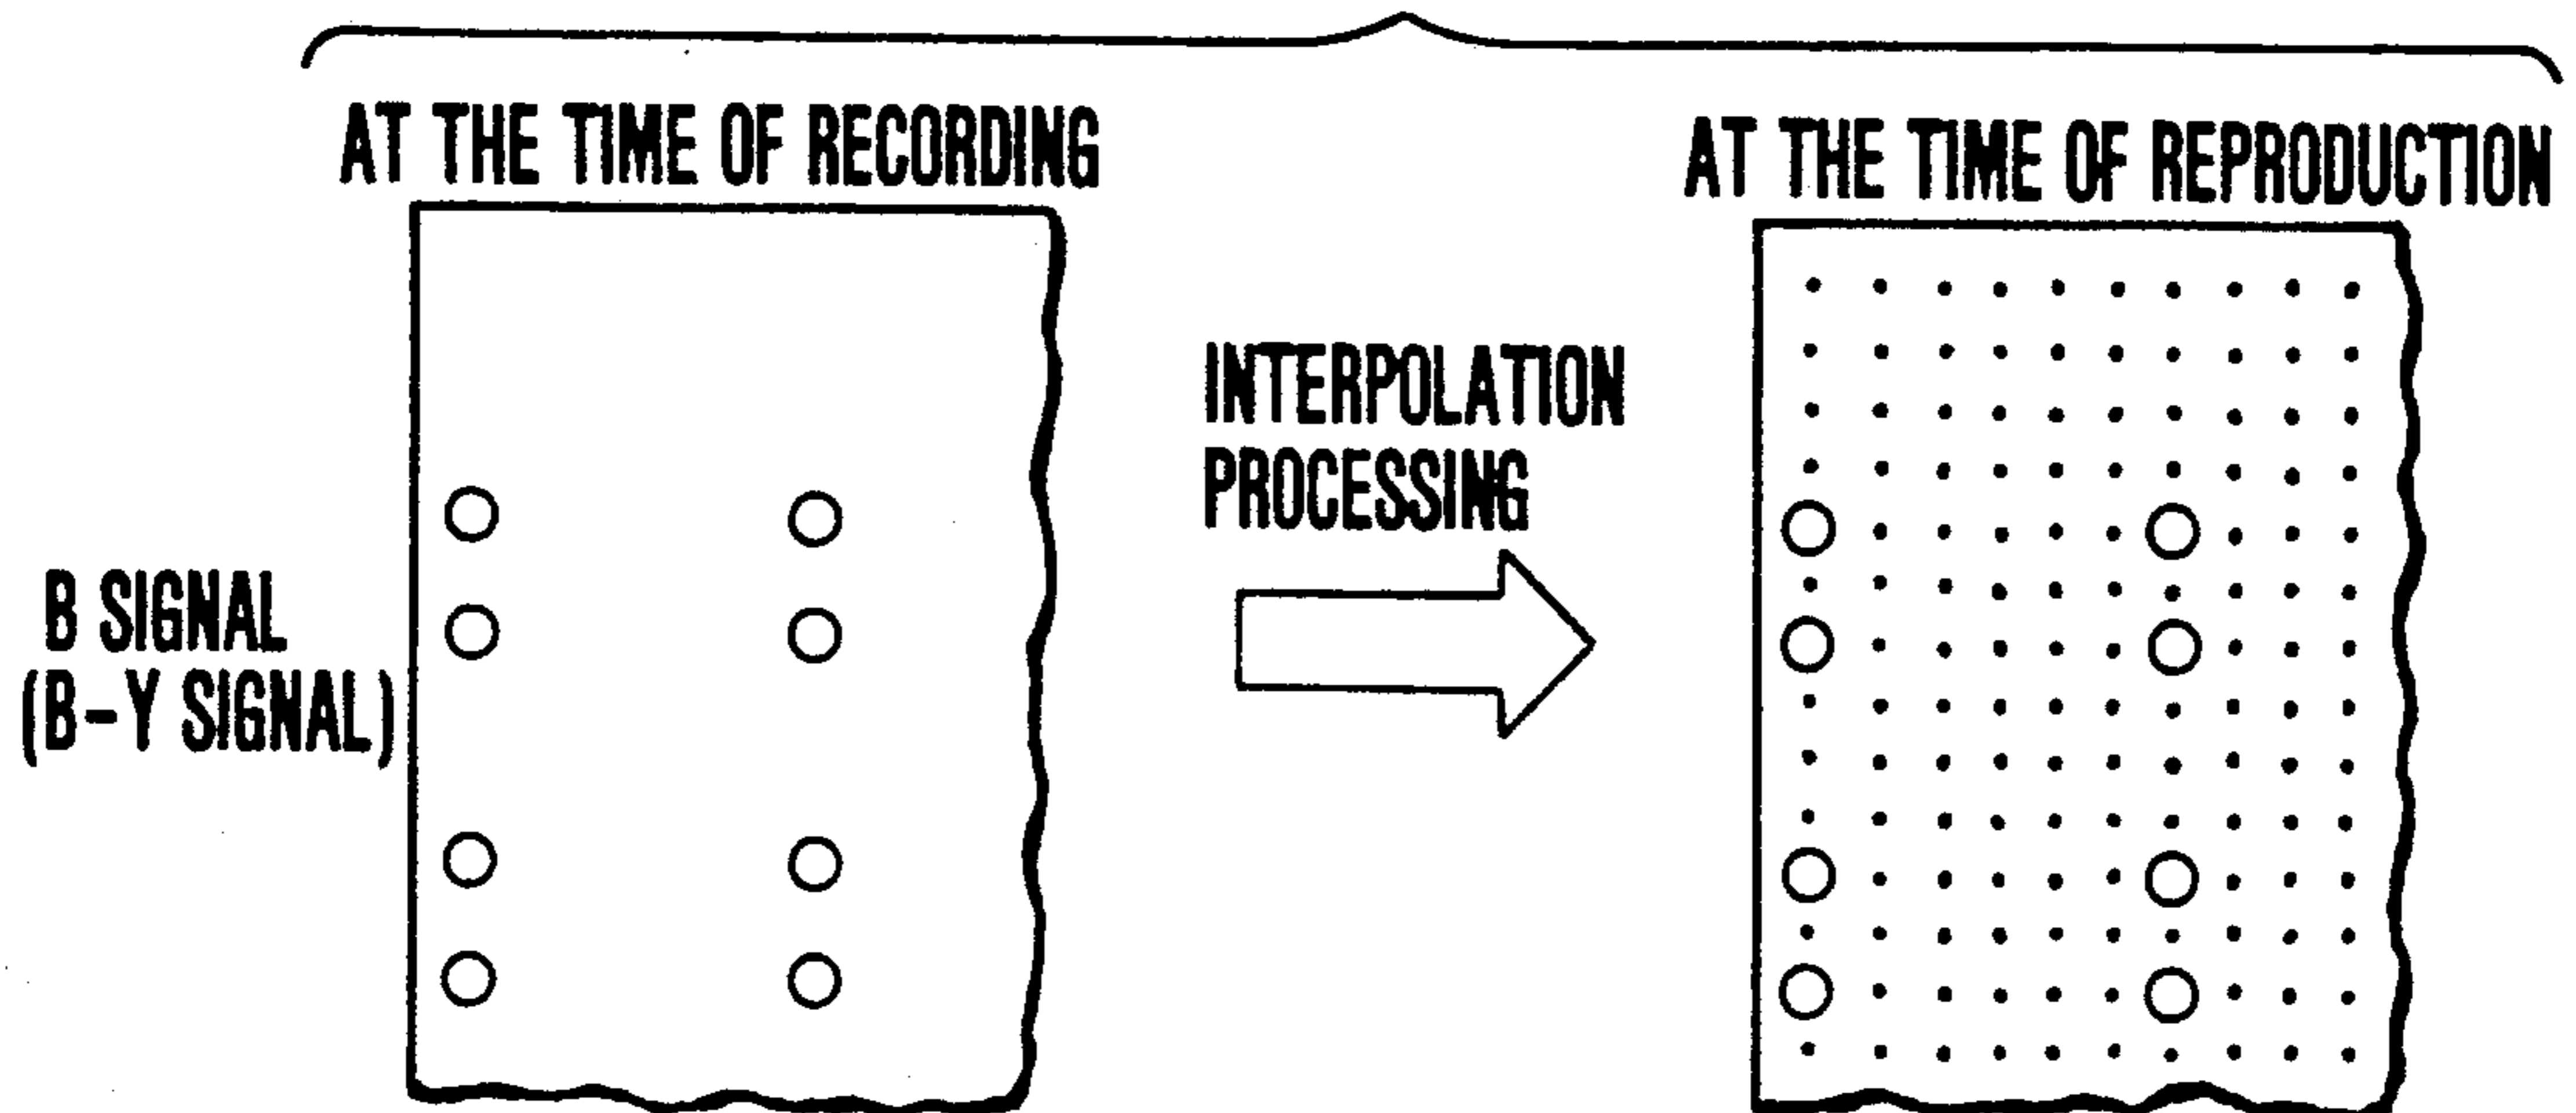 AT THE TIME OF RECORDING
AT THE TIME OF REPRODUCTION
INTERPOLATION
PROCESSING
B SIGNAL
(B-Y SIGNAL)